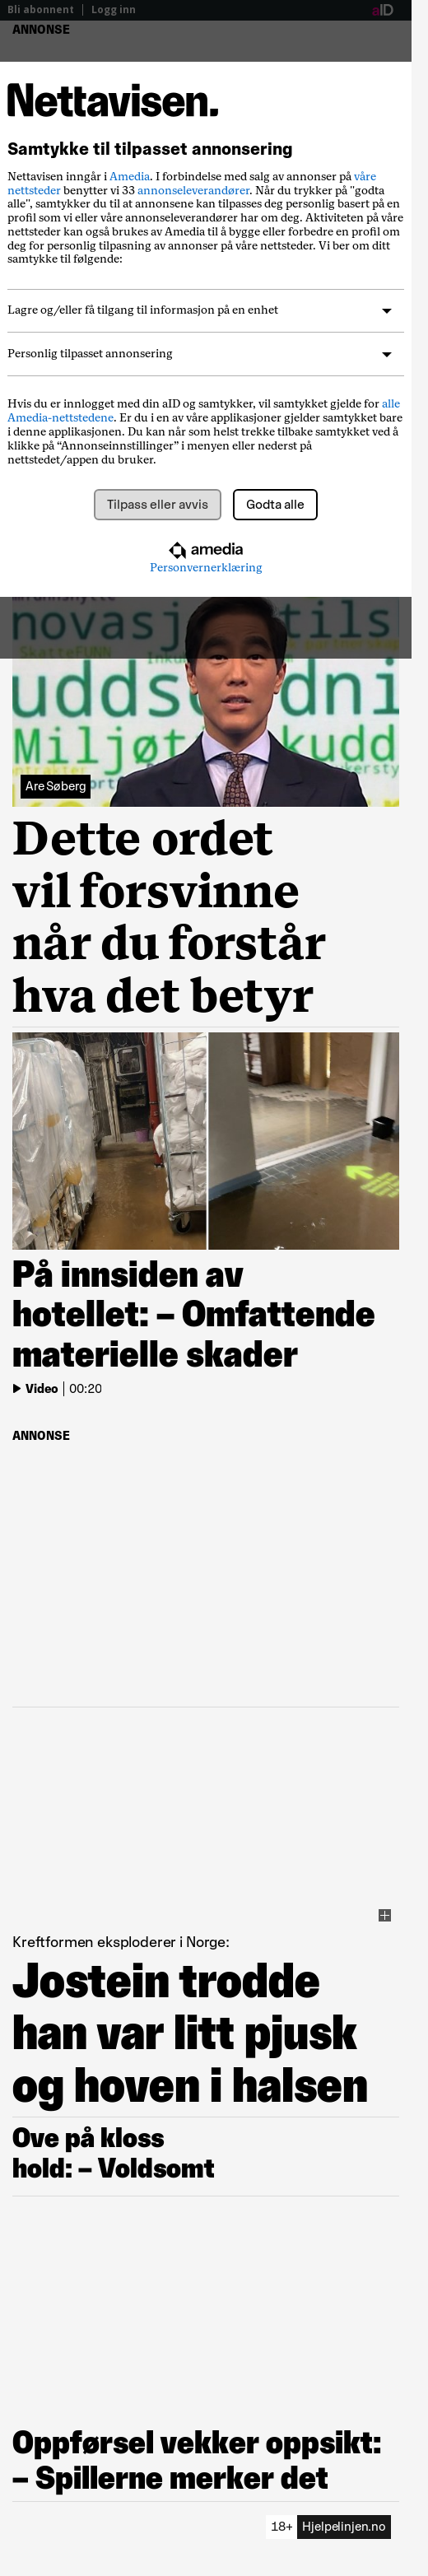 Bli abonnent | Logg inn
aID
ANNONSE
Nettavisen.
Samtykke til tilpasset annonsering
Nettavisen inngår i Amedia. I forbindelse med salg av annonser på våre
nettsteder benytter vi 33 annonseleverandører. Når du trykker på "godta
alle", samtykker du til at annonsene kan tilpasses deg personlig basert på en
profil som vi eller våre annonseleverandører har om deg. Aktiviteten på våre
nettsteder kan også brukes av Amedia til å bygge eller forbedre en profil om
deg for personlig tilpasning av annonser på våre nettsteder. Vi ber om ditt
samtykke til følgende:
Lagre og/eller få tilgang til informasjon på en enhet
Personlig tilpasset annonsering
Hvis du er innlogget med din aID og samtykker, vil samtykket gjelde for alle
Amedia-nettstedene. Er du i en av våre applikasjoner gjelder samtykket bare
i denne applikasjonen. Du kan når som helst trekke tilbake samtykket ved å
klikke på “Annonseinnstillinger” i menyen eller nederst på
nettstedet/appen du bruker.
Tilpass eller avvis
Godta alle
amedia
Personvernerklæring
novasj
tils
SkatteFUNN
Inku
partnerskap
udds
dni
Miljøt
kudd
Are Søberg
Dette ordet
vil forsvinne
når du forstår
hva det betyr
På innsiden av
hotellet: – Omfattende
materielle skader
Video | 00:20
ANNONSE
Kreftformen eksploderer i Norge:
Jostein trodde
han var litt pjusk
og hoven i halsen
Ove på kloss
hold: – Voldsomt
Oppførsel vekker oppsikt:
– Spillerne merker det
18+ Hjelpelinjen.no